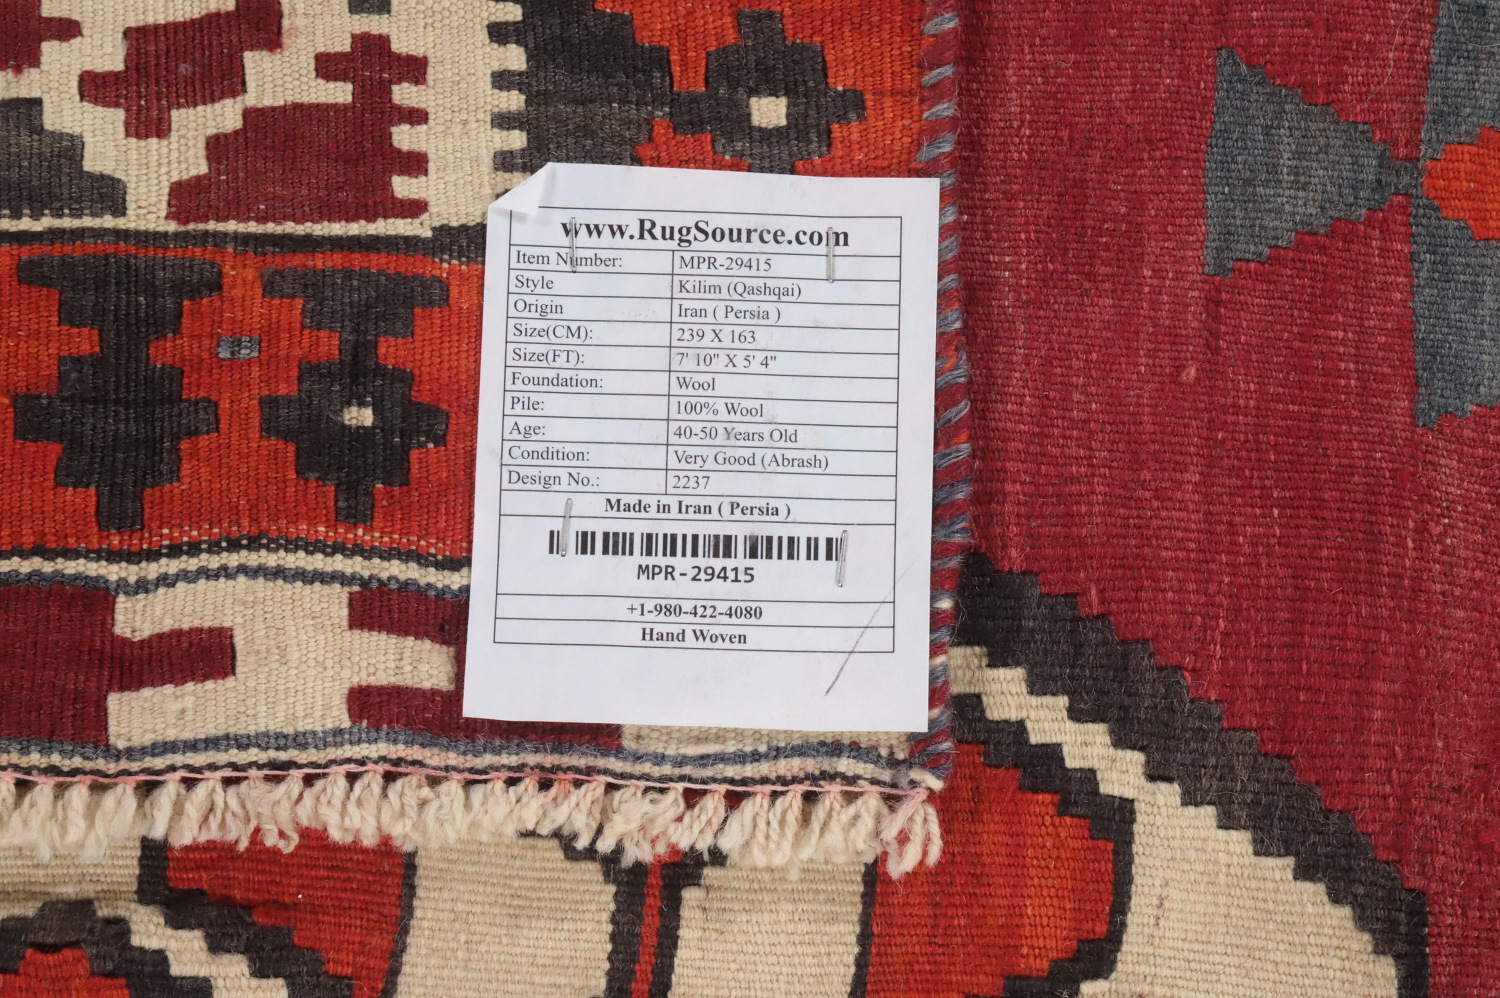 www.RugSource.com
Item Number: MPR-29415
Style Kilim (Qashqai)
Origin Iran ( Persia )
Size(CM): 239 X 163
Size(FT): 7' 10" X 5' 4"
Foundation: Wool
Pile: 100% Wool
Age: 40-50 Years Old
Condition: Very Good (Abrash)
Design No.: 2237
Made in Iran ( Persia )
MPR-29415
+1-980-422-4080
Hand Woven